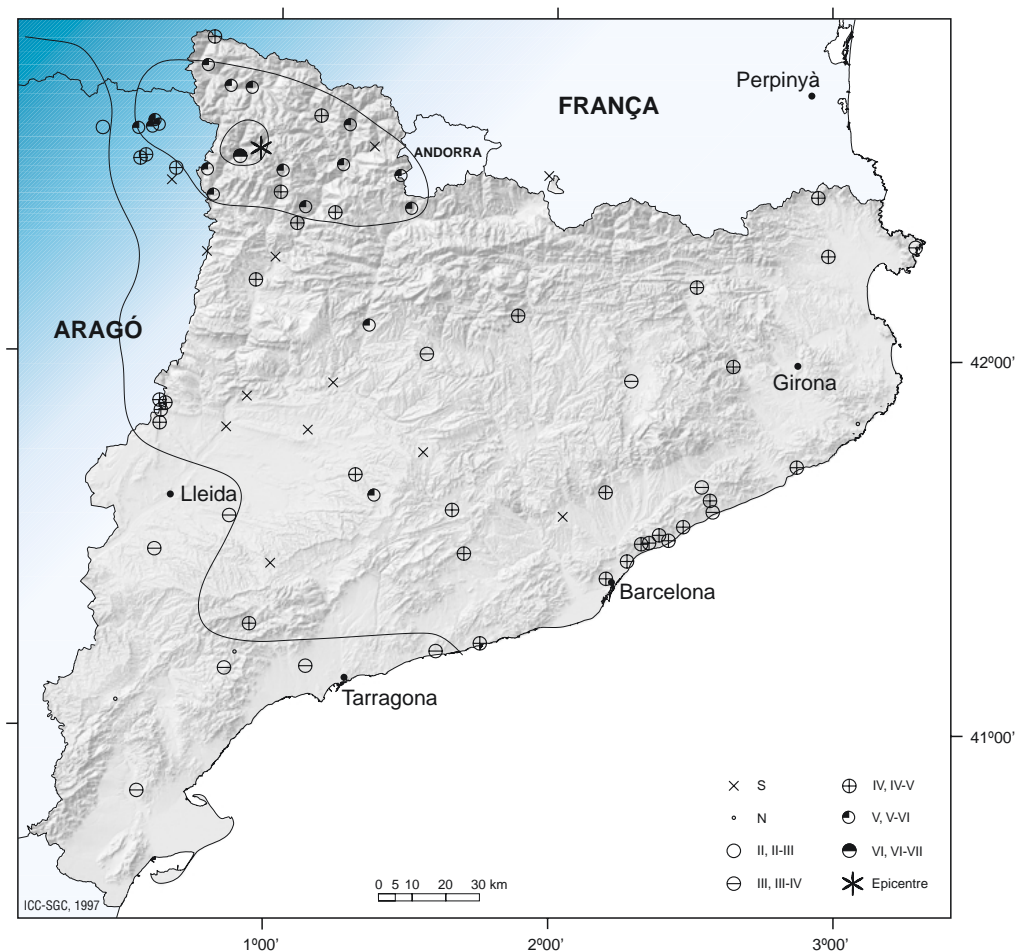 Perpinyà
FRANÇA
ANDORRA
ARAGÓ
42º00'
Girona
Lleida
Barcelona
Tarragona
41º00'
S
IV, IV-V
N
V, V-VI
II, II-III
VI, VI-VII
III, III-IV
Epicentre
0 5 10 20 30 km
ICC-SGC, 1997
1º00'
2º00'
3º00'